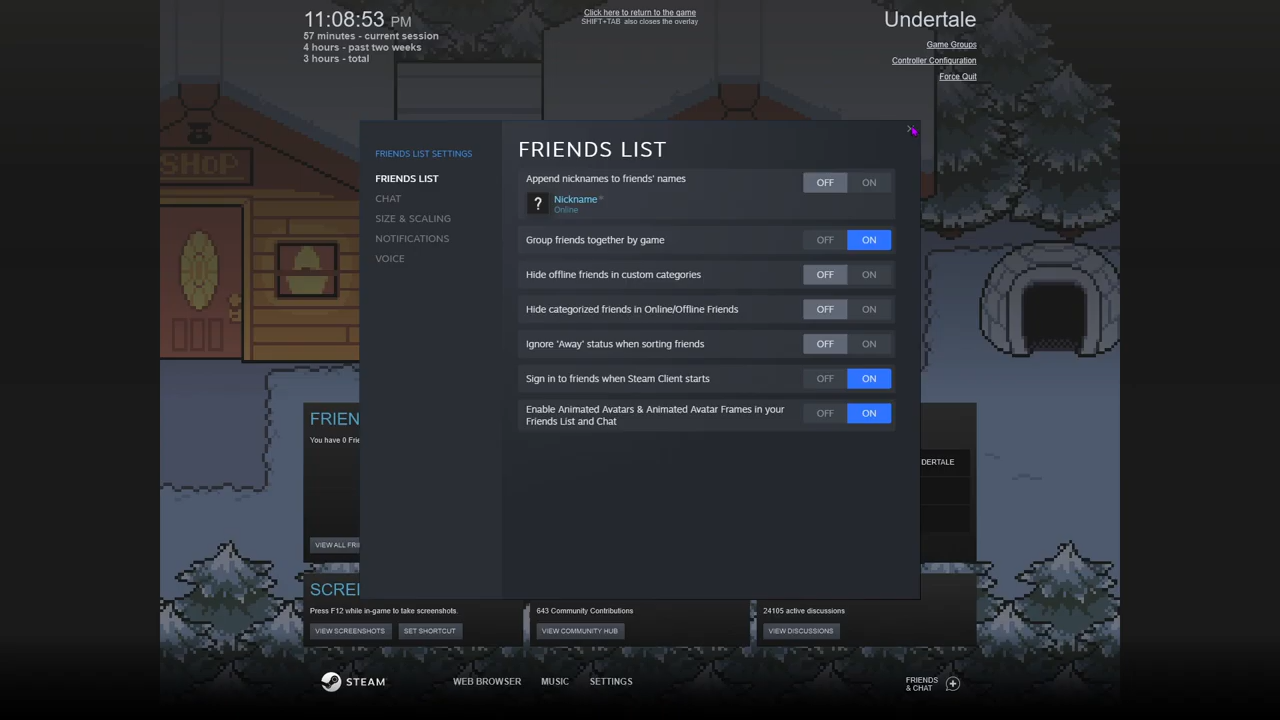 11:08:53 PM
57 minutes - current session
4 hours - past two weeks
3 hours - total
Click here to return to the game
SHIFT+TAB also closes the overlay
Undertale
Game Groups
Controller Configuration
Force Quit
SHOP
FRIENDS LIST SETTINGS
FRIENDS LIST
CHAT
SIZE & SCALING
NOTIFICATIONS
VOICE
FRIENDS LIST
Append nicknames to friends' names
OFF ON
?
Nickname*
Online
Group friends together by game
OFF ON
Hide offline friends in custom categories
OFF ON
Hide categorized friends in Online/Offline Friends
OFF ON
Ignore 'Away' status when sorting friends
OFF ON
Sign in to friends when Steam Client starts
OFF ON
Enable Animated Avatars & Animated Avatar Frames in your
Friends List and Chat
OFF ON
FRIEN
You have 0 Frie
VIEW ALL FRI
DERTALE
SCREE
Press F12 while in-game to take screenshots.
VIEW SCREENSHOTS SET SHORTCUT
643 Community Contributions
VIEW COMMUNITY HUB
24105 active discussions
VIEW DISCUSSIONS
STEAM
WEB BROWSER MUSIC SETTINGS
FRIENDS
& CHAT